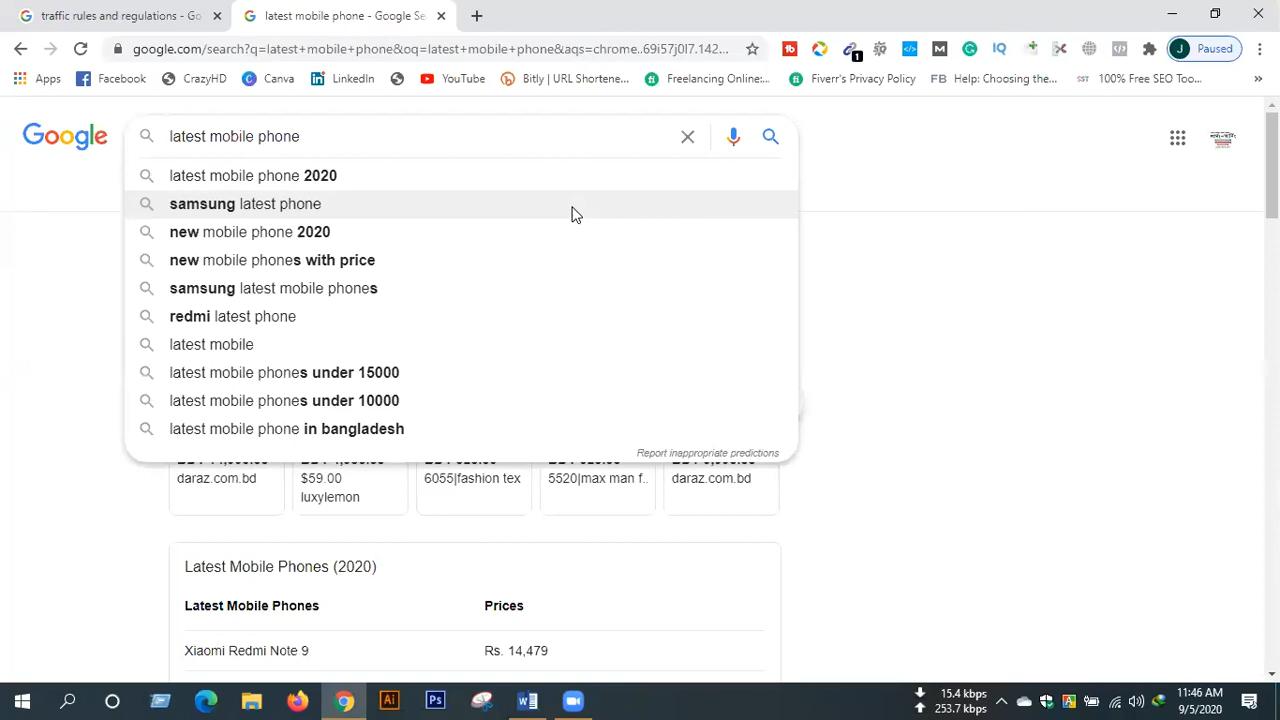 traffic rules and regulations - Go
latest mobile phone - Google Se
google.com/search?q=latest+mobile+phone&oq=latest+mobile+phone&aqs=chrome..69i57j0l7.142...
Paused
Apps
Facebook
CrazyHD
Canva
LinkedIn
YouTube
Bitly | URL Shortene...
Freelancing Online:...
Fiverr's Privacy Policy
FB Help: Choosing the...
100% Free SEO Too...
Google
latest mobile phone
latest mobile phone 2020
samsung latest phone
new mobile phone 2020
new mobile phones with price
samsung latest mobile phones
redmi latest phone
latest mobile
latest mobile phones under 15000
latest mobile phones under 10000
latest mobile phone in bangladesh
Report inappropriate predictions
daraz.com.bd
$59.00
luxylemon
6055|fashion tex
5520|max man f..
daraz.com.bd
Latest Mobile Phones (2020)
Latest Mobile Phones Prices
Xiaomi Redmi Note 9 Rs. 14,479
15.4 kbps
253.7 kbps
11:46 AM
9/5/2020